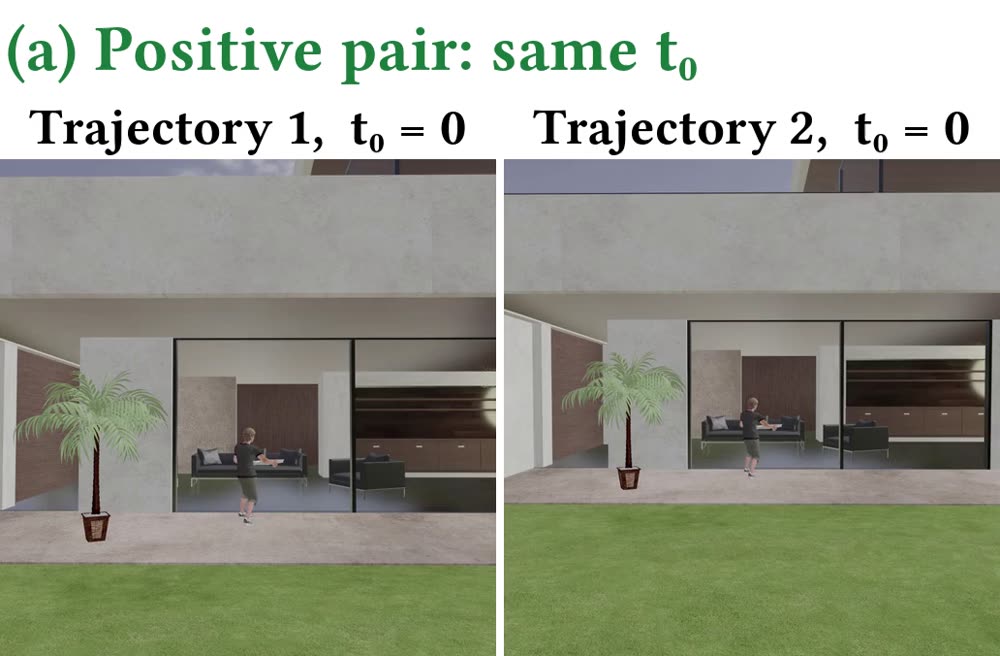 (a) Positive pair: same t₀
Trajectory 1, t₀ = 0
Trajectory 2, t₀ = 0